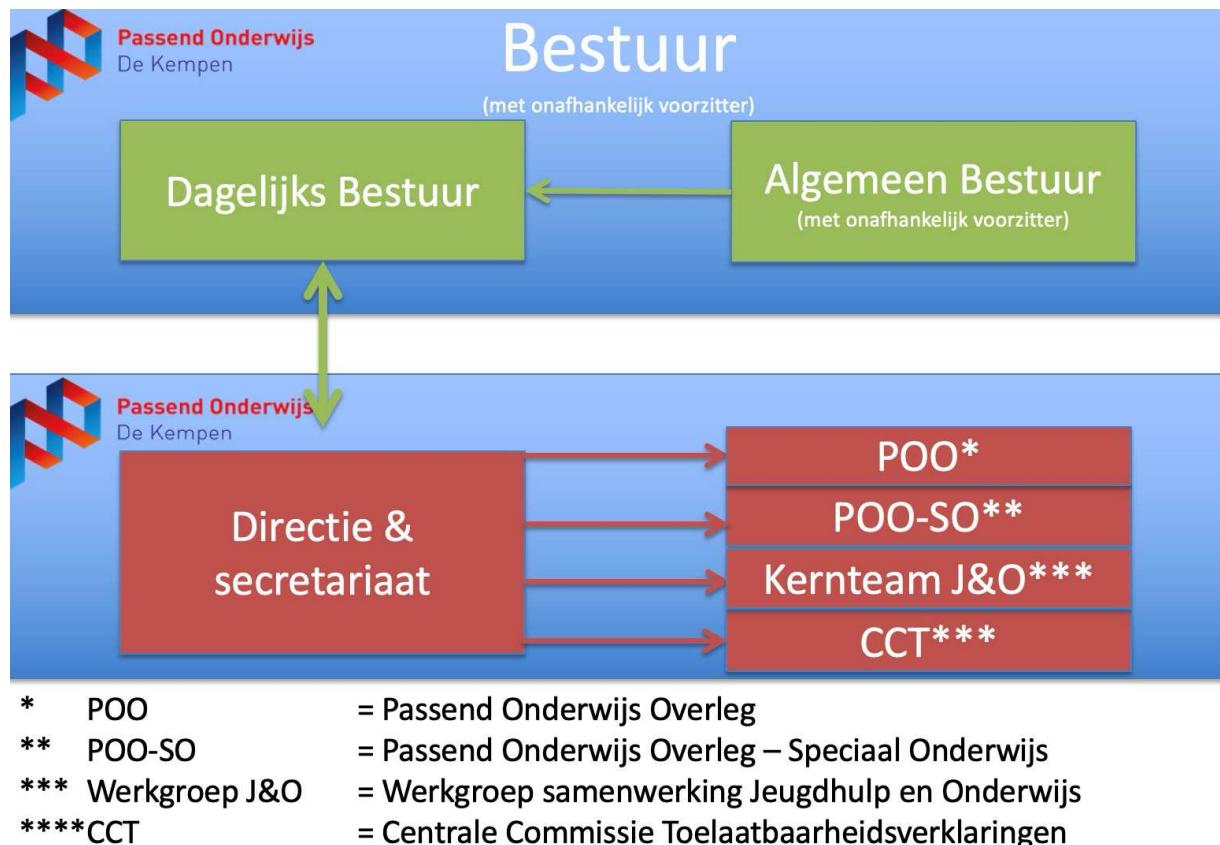 Passend Onderwijs
De Kempen
Bestuur
(met onafhankelijk voorzitter)
Dagelijks Bestuur
Algemeen Bestuur
(met onafhankelijk voorzitter)
Passend Onderwijs
De Kempen
Directie &
secretariaat
POO*
POO-SO**
Kernteam J&O***
CCT***
* POO = Passend Onderwijs Overleg
** POO-SO = Passend Onderwijs Overleg – Speciaal Onderwijs
*** Werkgroep J&O = Werkgroep samenwerking Jeugdhulp en Onderwijs
****CCT = Centrale Commissie Toelaatbaarheidsverklaringen